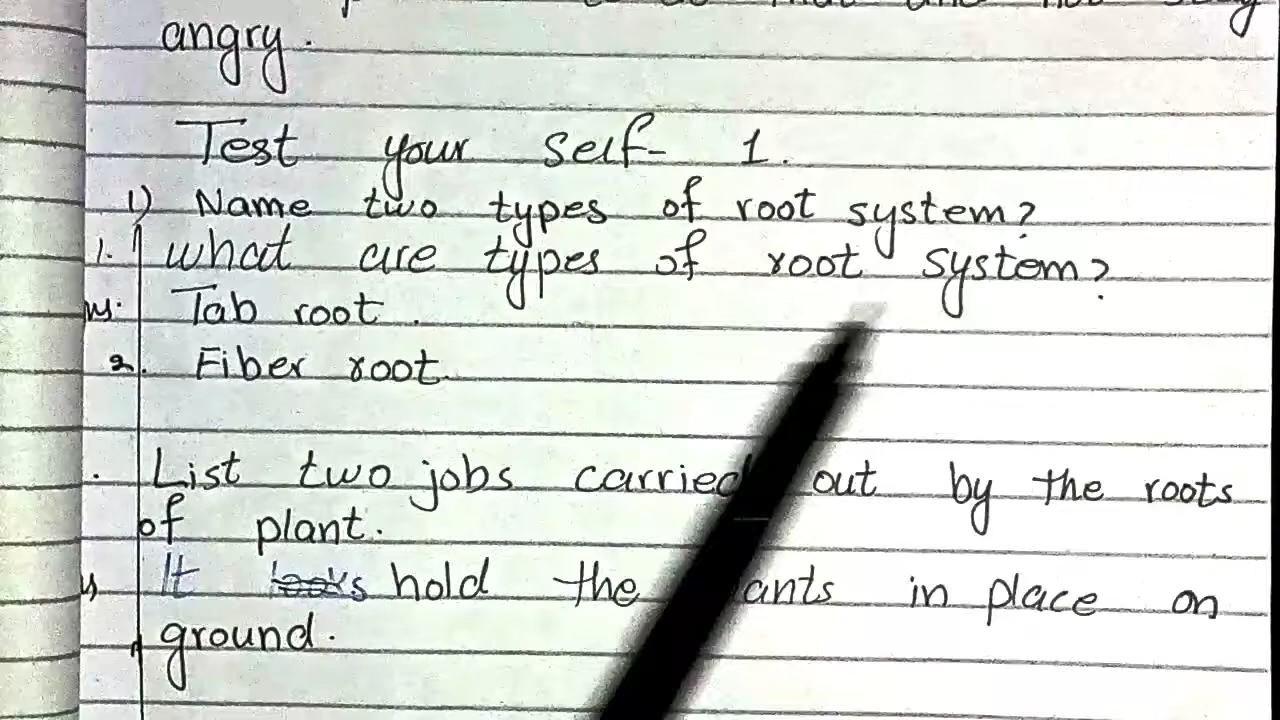 angry.
Test your self- 1.
1) Name two types of root system?
1. what are types of root system?
Tab root.
2. Fiber root
. List two jobs carried out by the roots
of plant.
It hold the ants in place on
ground.